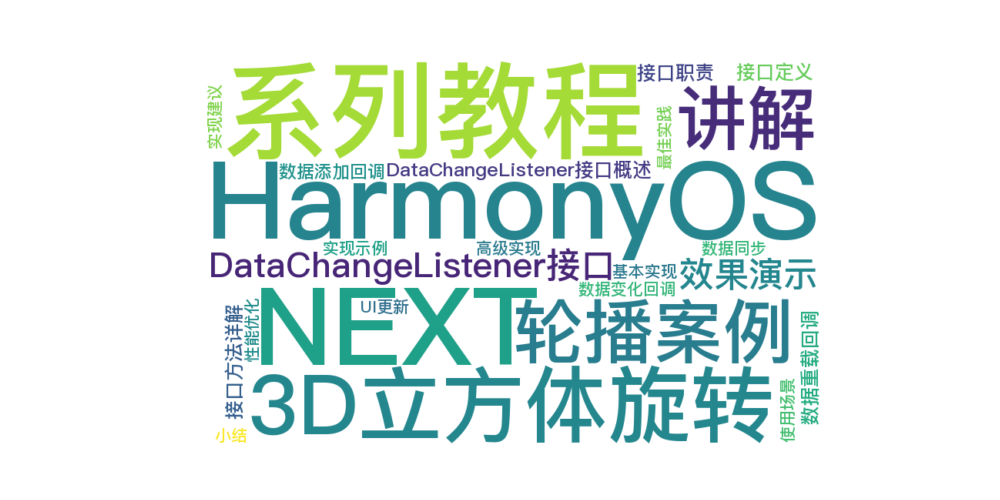 系列教程
接口职责
接口定义
讲解
实现建议
最佳实践
数据添加回调
DataChangeListener接口概述
HarmonyOS
实现示例
高级实现
数据同步
DataChangeListener接口
基本实现
效果演示
数据变化回调
NEXT
UI更新
轮播案例
接口方法详解
性能优化
数据重载回调
3D立方体旋转
使用场景
小结